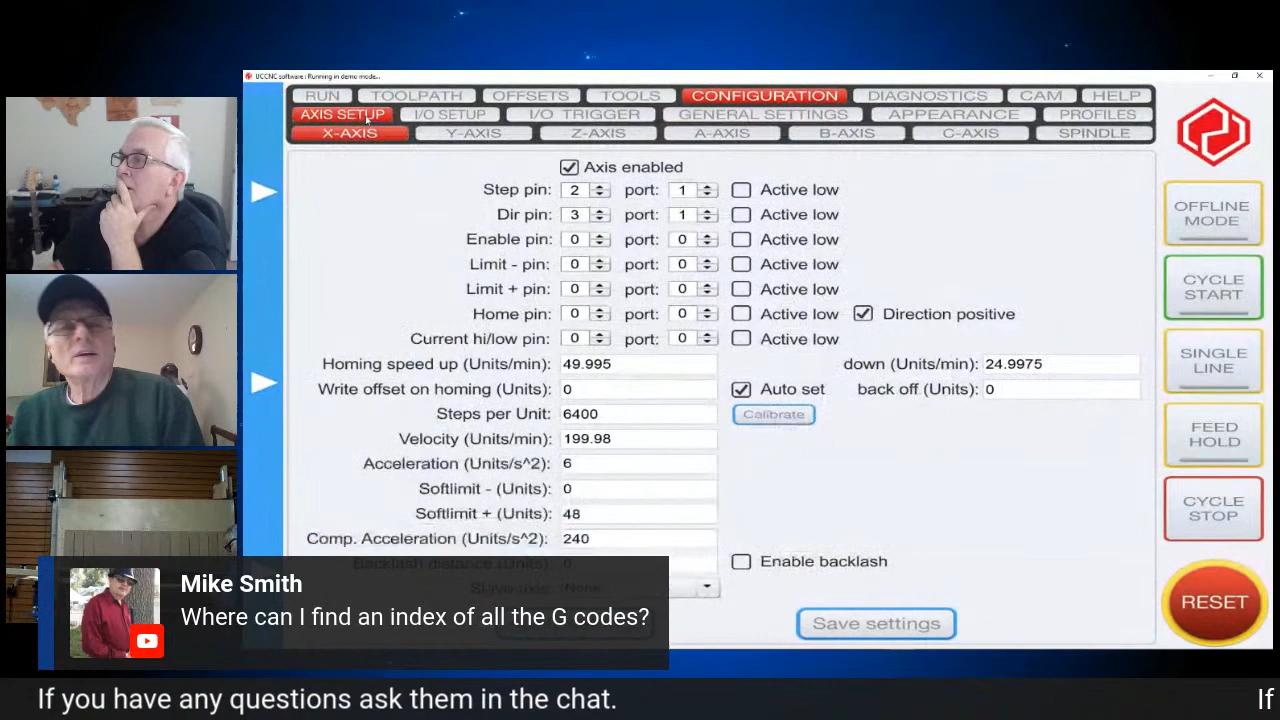 UCCNC software : Running in demo mode...
RUN TOOLPATH OFFSETS TOOLS CONFIGURATION DIAGNOSTICS CAM HELP
AXIS SETUP I/O SETUP I/O TRIGGER GENERAL SETTINGS APPEARANCE PROFILES
X-AXIS Y-AXIS Z-AXIS A-AXIS B-AXIS C-AXIS SPINDLE
Axis enabled
Step pin: 2 port: 1 Active low
Dir pin: 3 port: 1 Active low
Enable pin: 0 port: 0 Active low
Limit - pin: 0 port: 0 Active low
Limit + pin: 0 port: 0 Active low
Home pin: 0 port: 0 Active low Direction positive
Current hi/low pin: 0 port: 0 Active low
Homing speed up (Units/min): 49.995 down (Units/min): 24.9975
Write offset on homing (Units): 0 Auto set back off (Units): 0
Steps per Unit: 6400 Calibrate
Velocity (Units/min): 199.98
Acceleration (Units/s^2): 6
Softlimit - (Units): 0
Softlimit + (Units): 48
Comp. Acceleration (Units/s^2): 240
Backlash distance (Units): 0 Enable backlash
Slave axis: None
Save settings
OFFLINE
MODE
CYCLE
START
SINGLE
LINE
FEED
HOLD
CYCLE
STOP
RESET
Mike Smith
Where can I find an index of all the G codes?
If you have any questions ask them in the chat. If